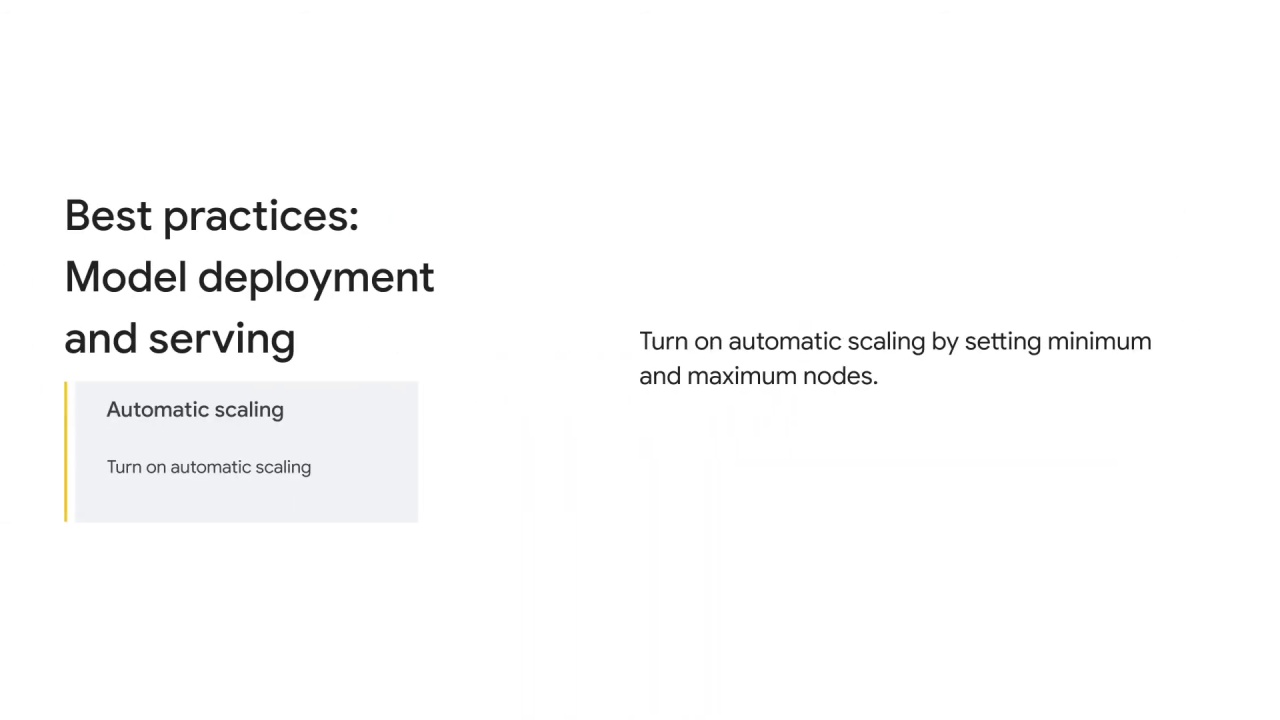 Best practices:
Model deployment
and serving
Automatic scaling
Turn on automatic scaling
Turn on automatic scaling by setting minimum
and maximum nodes.